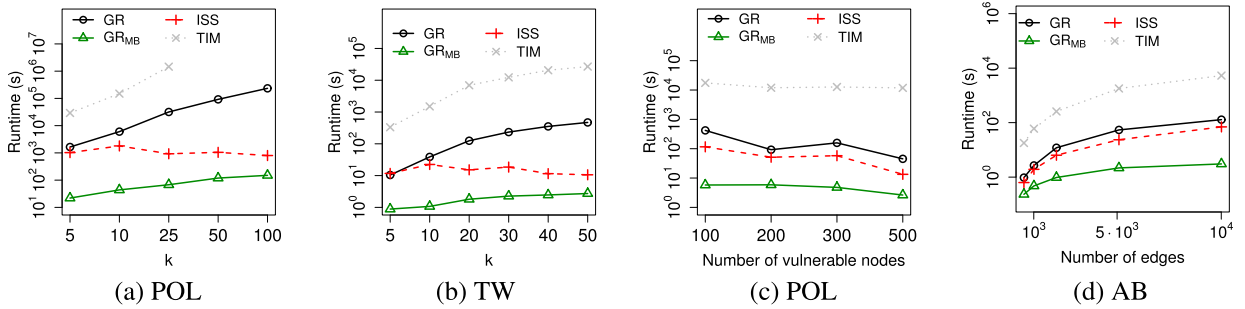 GR
GR_MB
ISS
TIM
Runtime (s)
10^1 10^2 10^3 10^4 10^5 10^6 10^7
5 10 25 50 100
k
(a) POL
GR
GR_MB
ISS
TIM
Runtime (s)
10^0 10^1 10^2 10^3 10^4 10^5
5 10 20 30 40 50
k
(b) TW
GR
GR_MB
ISS
TIM
Runtime (s)
10^0 10^1 10^2 10^3 10^4 10^5
100 200 300 500
Number of vulnerable nodes
(c) POL
GR
GR_MB
ISS
TIM
Runtime (s)
10^0 10^2 10^4 10^6
10^3 5·10^3 10^4
Number of edges
(d) AB